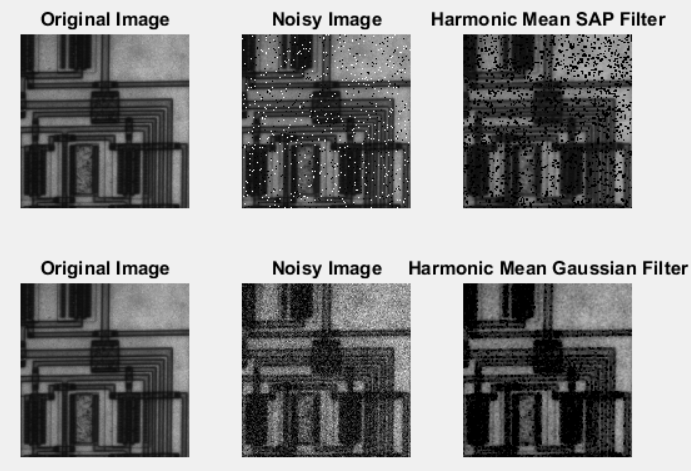 Original Image
Noisy Image
Harmonic Mean SAP Filter
Original Image
Noisy Image
Harmonic Mean Gaussian Filter